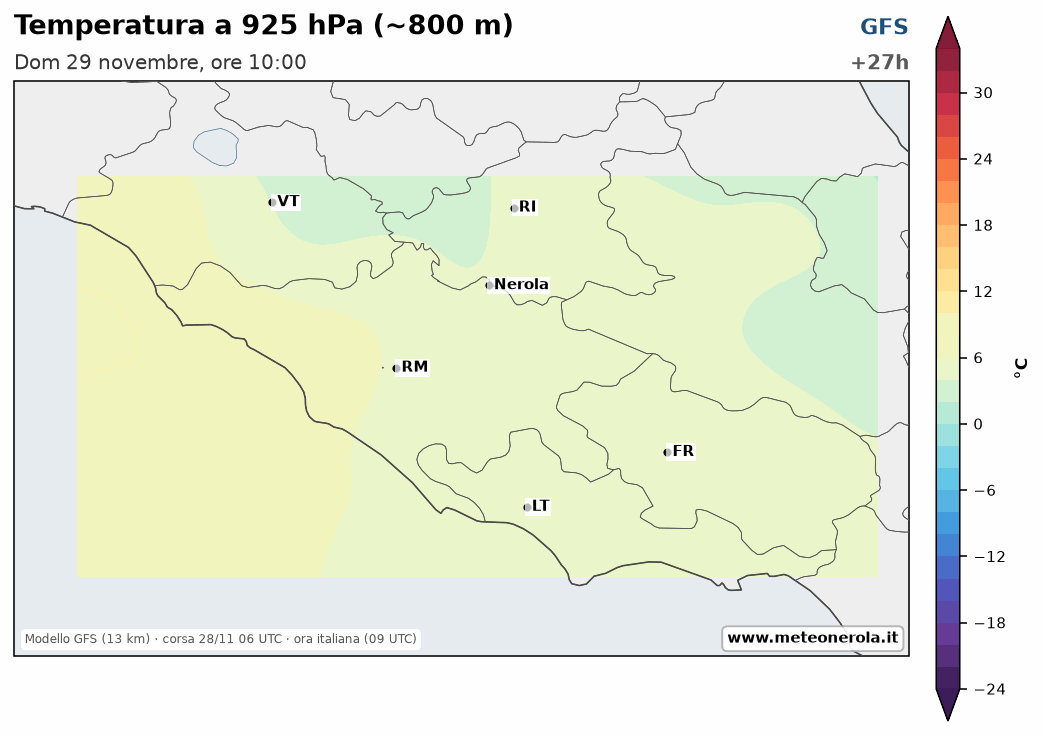 Temperatura a 925 hPa (~800 m)
GFS
Dom 29 novembre, ore 10:00
+27h
VT
RI
Nerola
RM
FR
LT
30
24
18
12
6
0
−6
−12
−18
−24
°C
Modello GFS (13 km) · corsa 28/11 06 UTC · ora italiana (09 UTC)
www.meteonerola.it